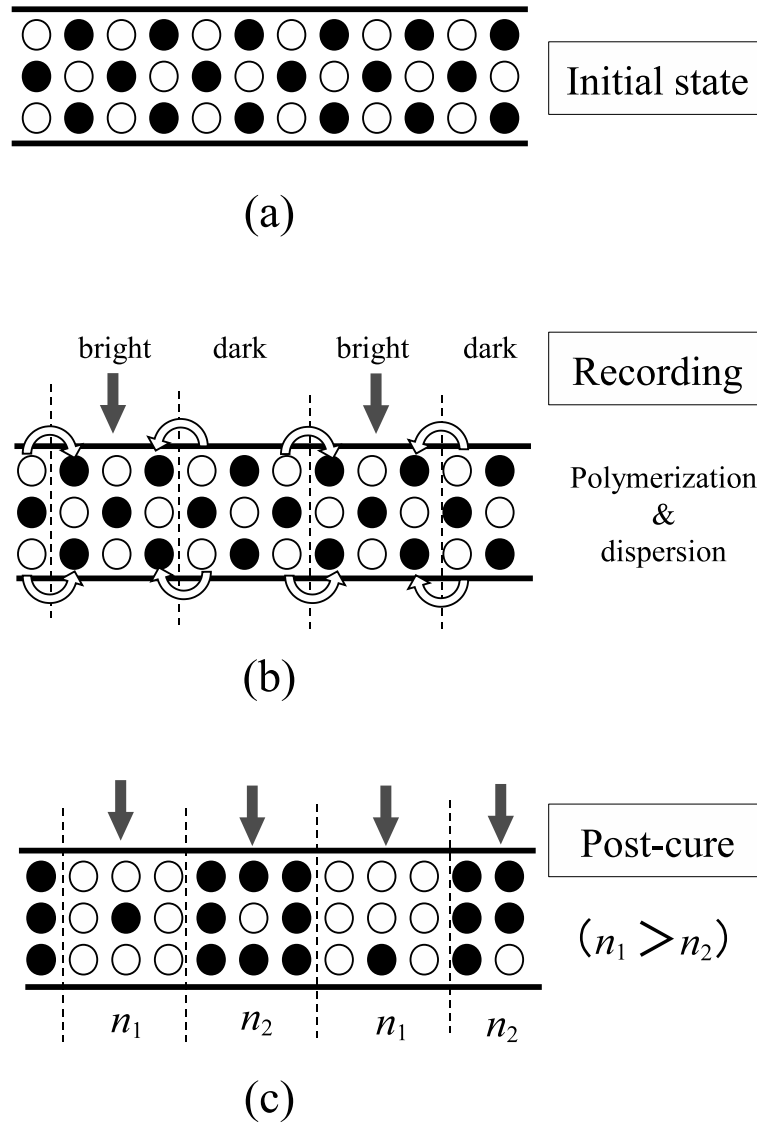 Initial state
(a)
bright dark bright dark
Recording
Polymerization
&
dispersion
(b)
Post-cure
(n1 > n2)
n1 n2 n1 n2
(c)